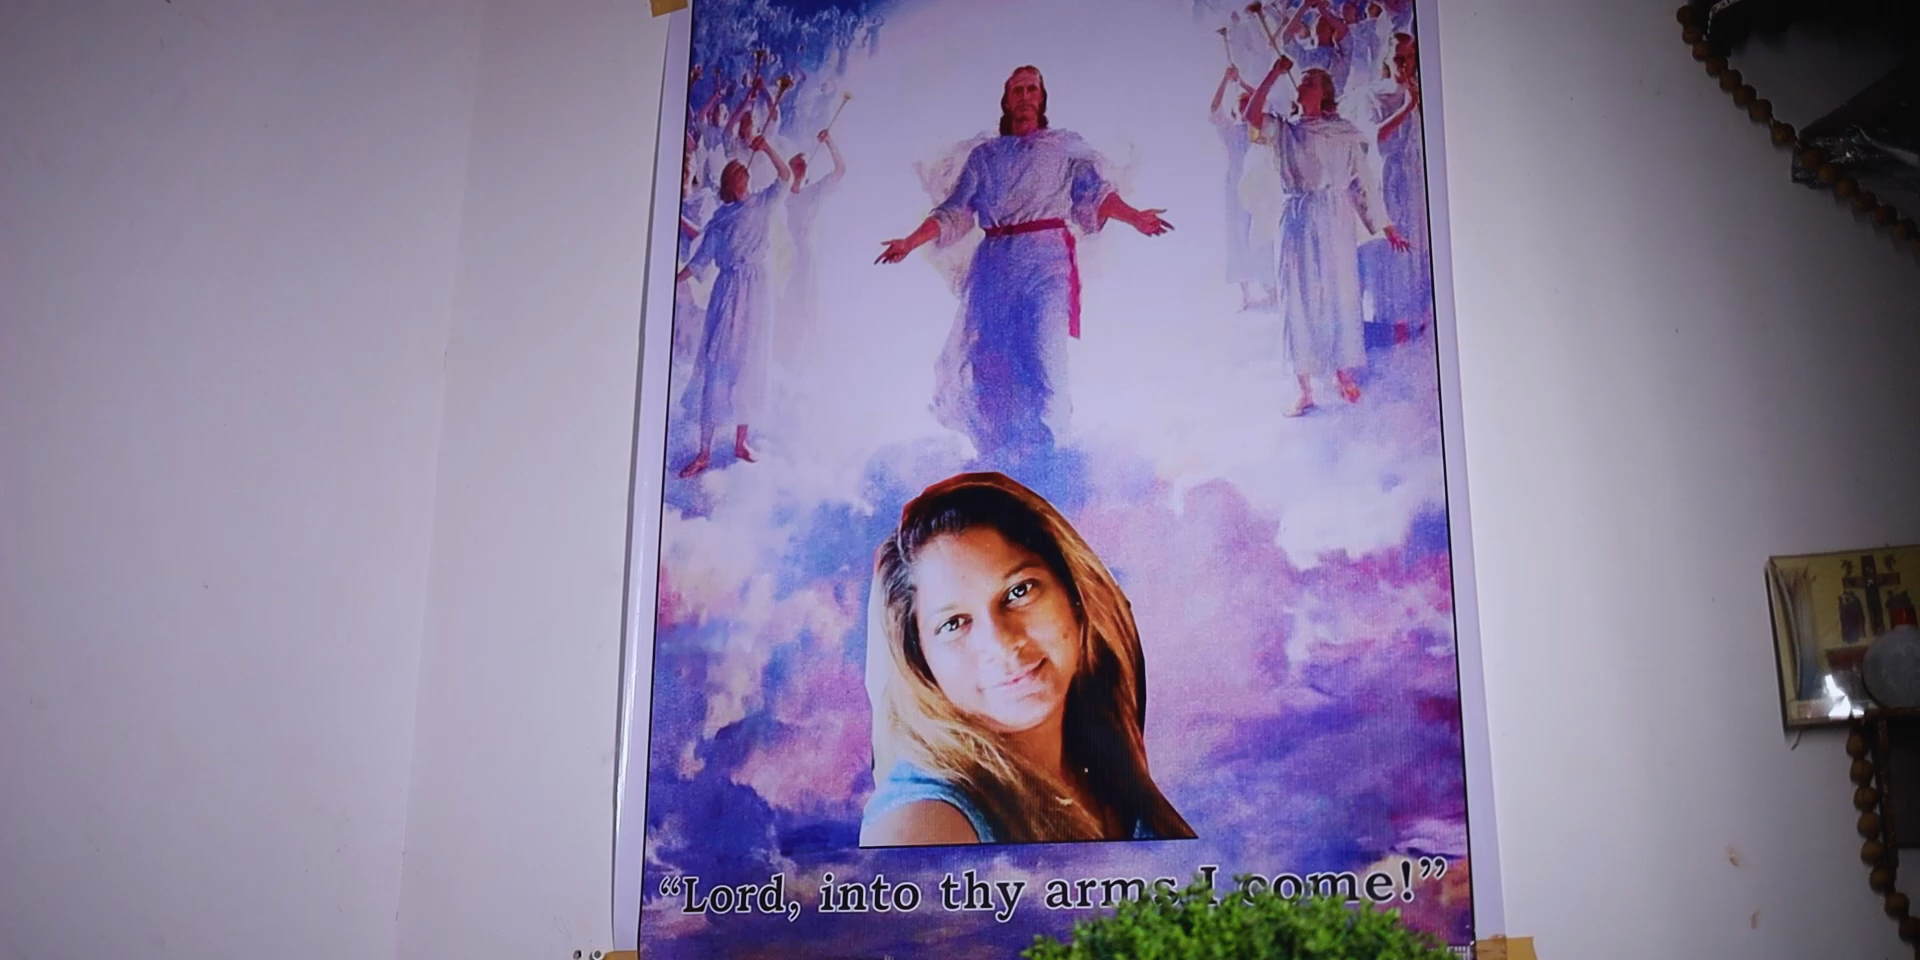 “Lord, into thy arms I come!”